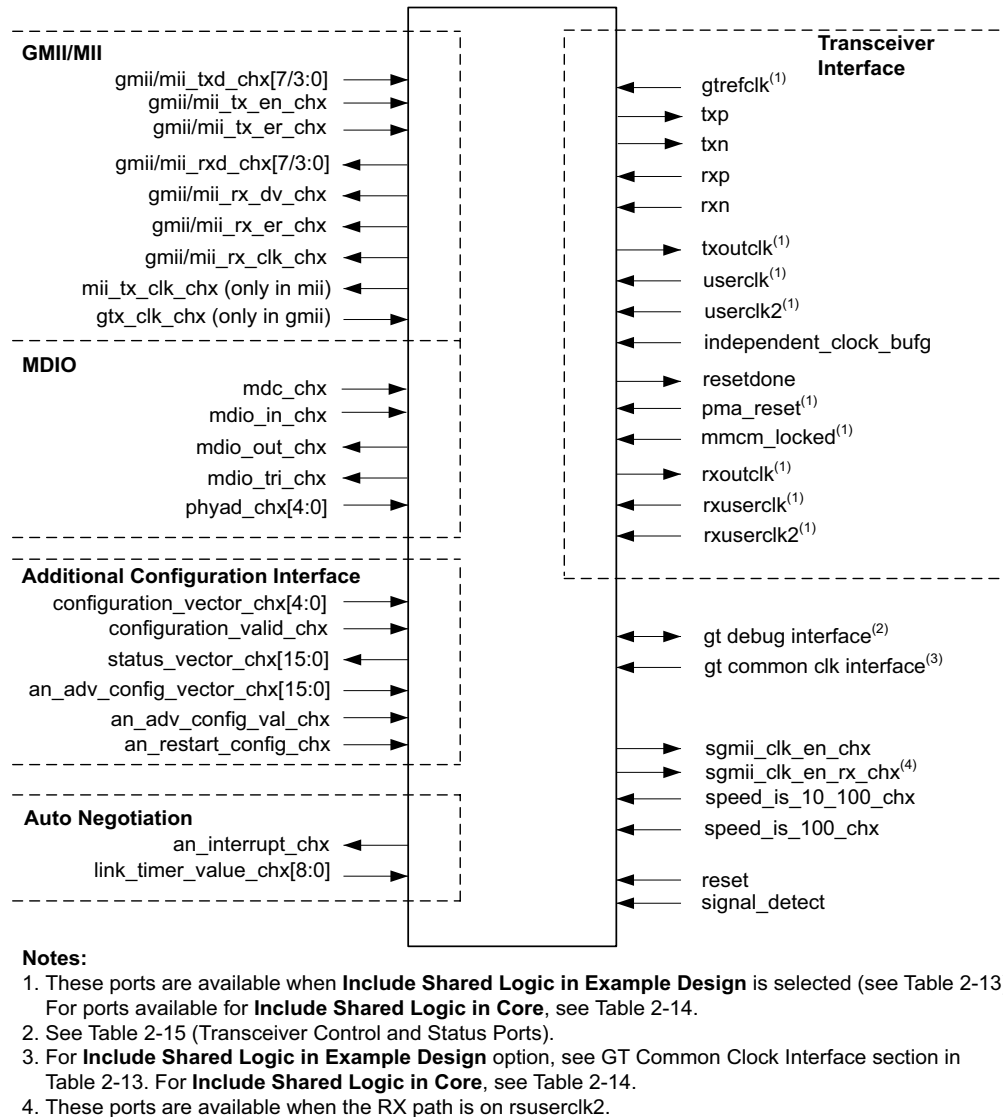 GMII/MII
gmii/mii_txd_chx[7/3:0]
gmii/mii_tx_en_chx
gmii/mii_tx_er_chx
gmii/mii_rxd_chx[7/3:0]
gmii/mii_rx_dv_chx
gmii/mii_rx_er_chx
gmii/mii_rx_clk_chx
mii_tx_clk_chx (only in mii)
gtx_clk_chx (only in gmii)
MDIO
mdc_chx
mdio_in_chx
mdio_out_chx
mdio_tri_chx
phyad_chx[4:0]
Additional Configuration Interface
configuration_vector_chx[4:0]
configuration_valid_chx
status_vector_chx[15:0]
an_adv_config_vector_chx[15:0]
an_adv_config_val_chx
an_restart_config_chx
Auto Negotiation
an_interrupt_chx
link_timer_value_chx[8:0]
Transceiver
Interface
gtrefclk(1)
txp
txn
rxp
rxn
txoutclk(1)
userclk(1)
userclk2(1)
independent_clock_bufg
resetdone
pma_reset(1)
mmcm_locked(1)
rxoutclk(1)
rxuserclk(1)
rxuserclk2(1)
gt debug interface(2)
gt common clk interface(3)
sgmii_clk_en_chx
sgmii_clk_en_rx_chx(4)
speed_is_10_100_chx
speed_is_100_chx
reset
signal_detect
Notes:
1. These ports are available when Include Shared Logic in Example Design is selected (see Table 2-13
For ports available for Include Shared Logic in Core, see Table 2-14.
2. See Table 2-15 (Transceiver Control and Status Ports).
3. For Include Shared Logic in Example Design option, see GT Common Clock Interface section in
Table 2-13. For Include Shared Logic in Core, see Table 2-14.
4. These ports are available when the RX path is on rsuserclk2.